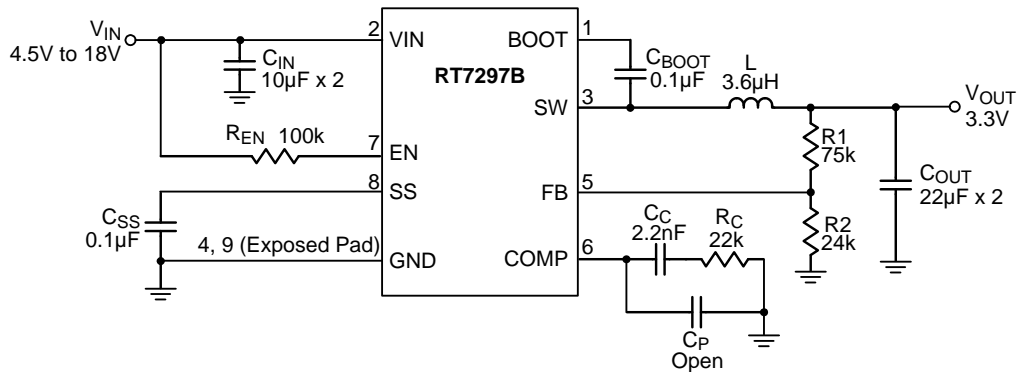 VIN
4.5V to 18V
CIN
10µF x 2
REN 100k
CSS
0.1µF
4, 9 (Exposed Pad)
2
7
8
VIN
EN
SS
GND
RT7297B
BOOT
SW
FB
COMP
1
3
5
6
CBOOT
0.1µF
L
3.6µH
VOUT
3.3V
R1
75k
COUT
22µF x 2
R2
24k
CC
2.2nF
RC
22k
CP
Open